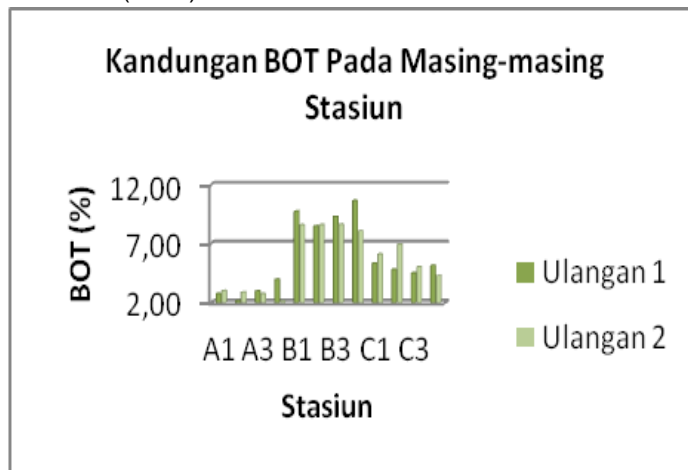 Kandungan BOT Pada Masing-masing
Stasiun
BOT (%)
12,00
7,00
2,00
A1 A3 B1 B3 C1 C3
Stasiun
Ulangan 1
Ulangan 2